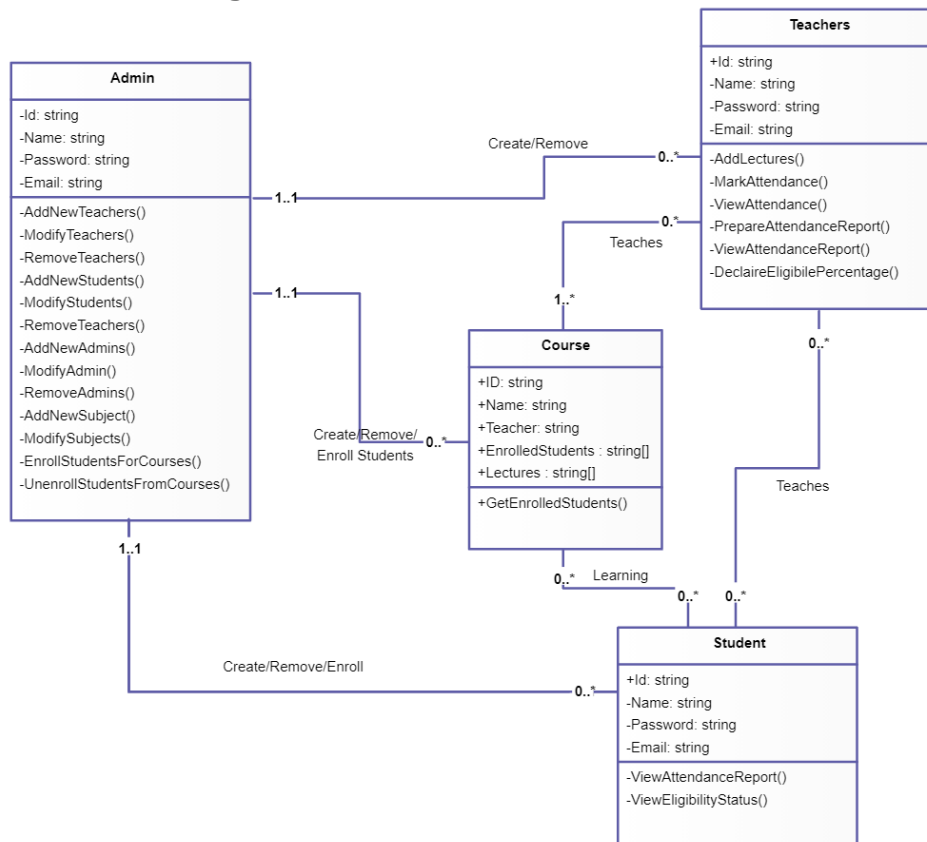 Teachers
+Id: string
-Name: string
-Password: string
-Email: string
-AddLectures()
-MarkAttendance()
-ViewAttendance()
-PrepareAttendanceReport()
-ViewAttendanceReport()
-DeclaireEligibilePercentage()
Admin
-Id: string
-Name: string
-Password: string
-Email: string
-AddNewTeachers()
-ModifyTeachers()
-RemoveTeachers()
-AddNewStudents()
-ModifyStudents()
-RemoveTeachers()
-AddNewAdmins()
-ModifyAdmin()
-RemoveAdmins()
-AddNewSubject()
-ModifySubjects()
-EnrollStudentsForCourses()
-UnenrollStudentsFromCourses()
Create/Remove
0..*
1..1
0..*
Teaches
1..*
1..1
Create/Remove/
Enroll Students
0..*
Course
+ID: string
+Name: string
+Teacher: string
+EnrolledStudents : string[]
+Lectures : string[]
+GetEnrolledStudents()
0..*
Teaches
0..*
0..*
Learning
0..*
1..1
Create/Remove/Enroll
0..*
Student
+Id: string
-Name: string
-Password: string
-Email: string
-ViewAttendanceReport()
-ViewEligibilityStatus()